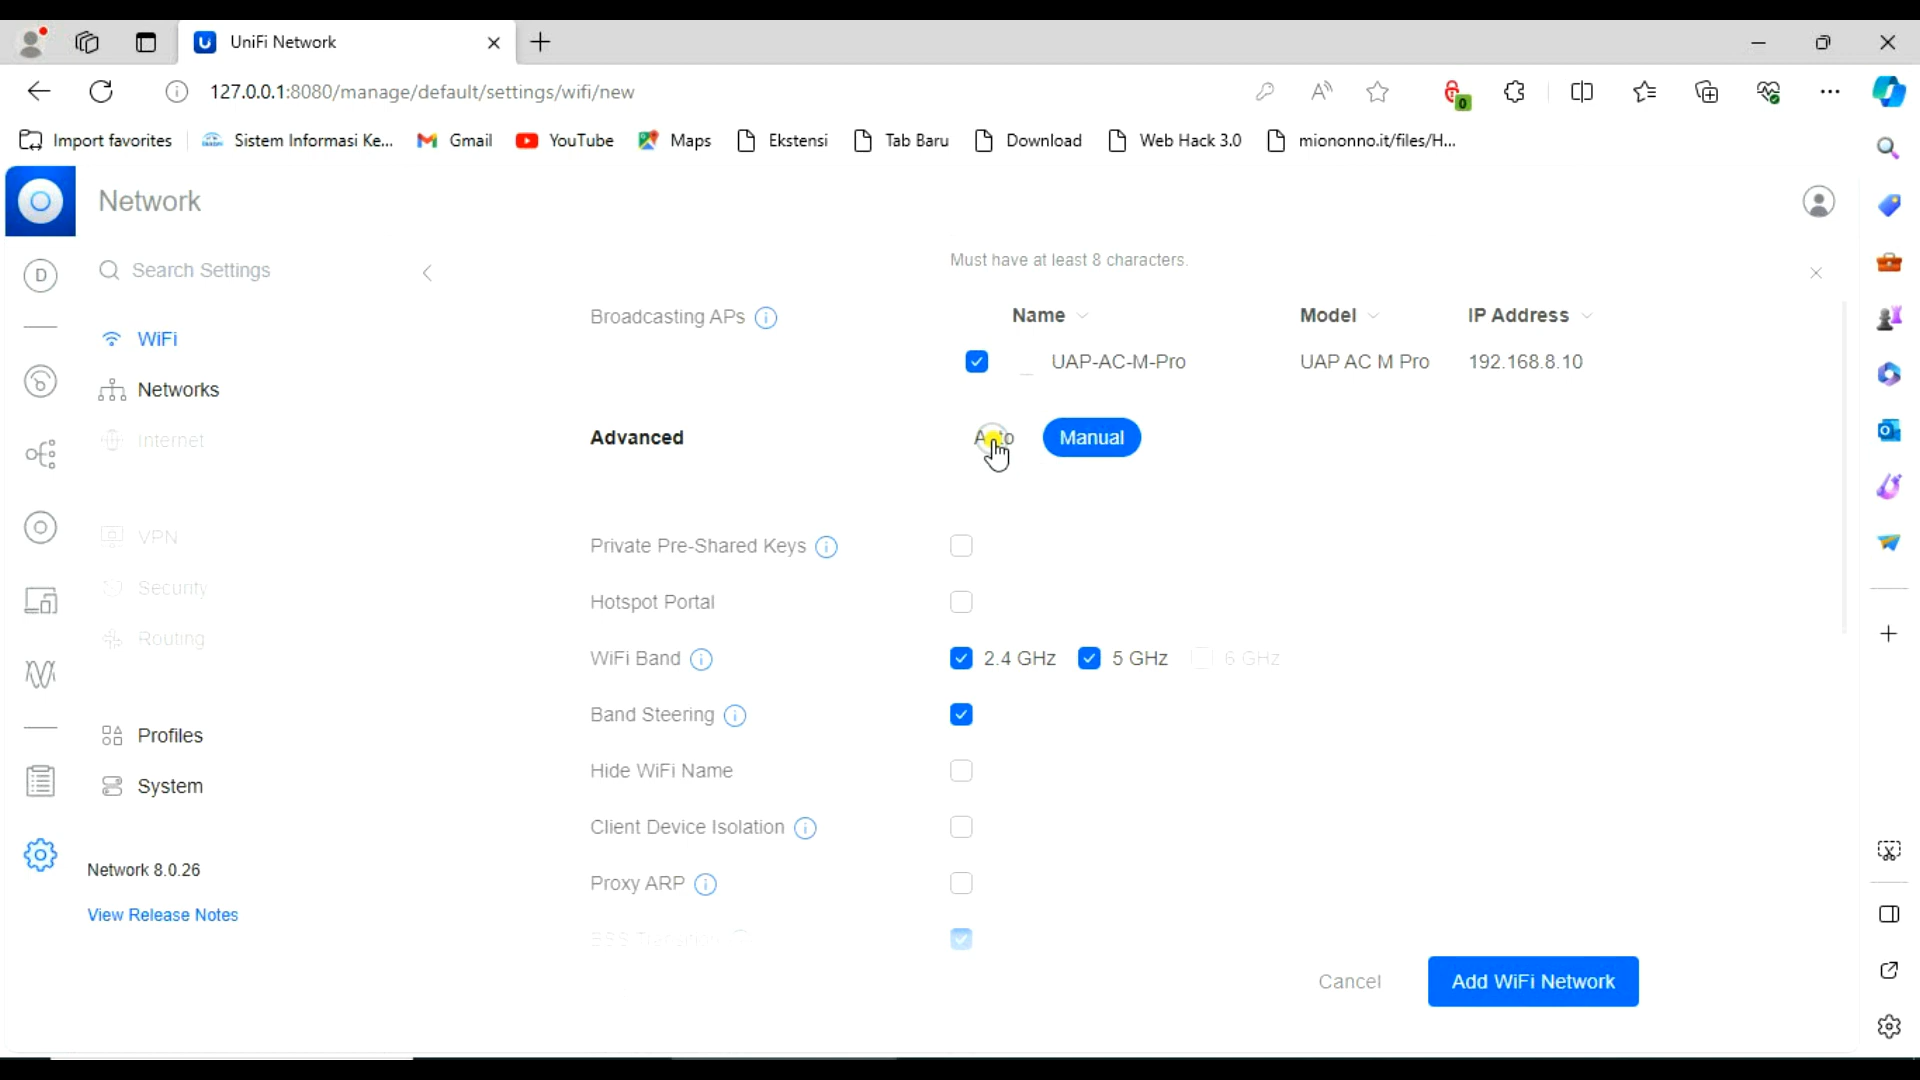 UniFi Network
127.0.0.1:8080/manage/default/settings/wifi/new
0
Import favorites
Sistem Informasi Ke...
Gmail
YouTube
Maps
Ekstensi
Tab Baru
Download
Web Hack 3.0
miononno.it/files/H...
Network
D
Search Settings
WiFi
Networks
Internet
VPN
Security
Routing
Profiles
System
Network 8.0.26
View Release Notes
Must have at least 8 characters.
Broadcasting APs
Name Model IP Address
UAP-AC-M-Pro UAP AC M Pro 192.168.8.10
Advanced Auto Manual
Private Pre-Shared Keys
Hotspot Portal
WiFi Band 2.4 GHz 5 GHz 6 GHz
Band Steering
Hide WiFi Name
Client Device Isolation
Proxy ARP
BSS Transition
Cancel Add WiFi Network